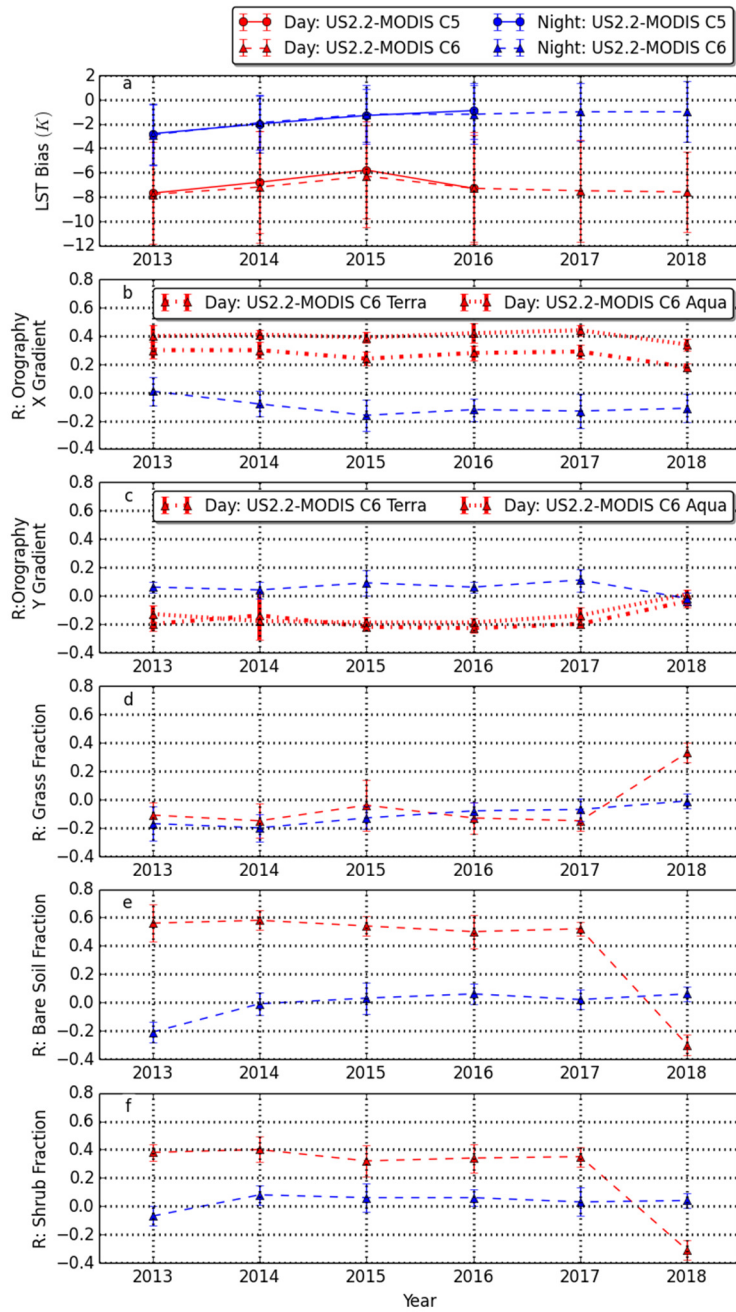 Day: US2.2-MODIS C5 Night: US2.2-MODIS C5
Day: US2.2-MODIS C6 Night: US2.2-MODIS C6
a
LST Bias (K)
2
0
−2
−4
−6
−8
−10
−12
2013 2014 2015 2016 2017 2018
b
Day: US2.2-MODIS C6 Terra Day: US2.2-MODIS C6 Aqua
R: Orography
X Gradient
0.8
0.6
0.4
0.2
0.0
−0.2
−0.4
2013 2014 2015 2016 2017 2018
c
Day: US2.2-MODIS C6 Terra Day: US2.2-MODIS C6 Aqua
R:Orography
Y Gradient
0.8
0.6
0.4
0.2
0.0
−0.2
−0.4
2013 2014 2015 2016 2017 2018
d
R: Grass Fraction
0.8
0.6
0.4
0.2
0.0
−0.2
−0.4
2013 2014 2015 2016 2017 2018
e
R: Bare Soil Fraction
0.8
0.6
0.4
0.2
0.0
−0.2
−0.4
2013 2014 2015 2016 2017 2018
f
R: Shrub Fraction
0.8
0.6
0.4
0.2
0.0
−0.2
−0.4
2013 2014 2015 2016 2017 2018
Year